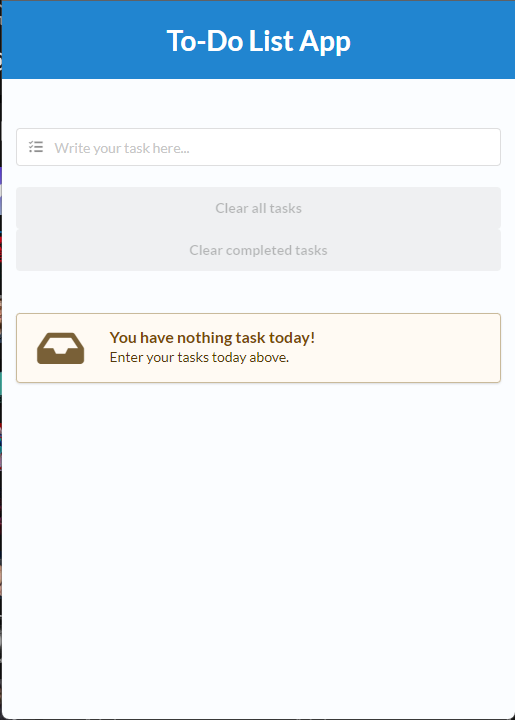 To-Do List App
Write your task here...
Clear all tasks
Clear completed tasks
You have nothing task today!
Enter your tasks today above.